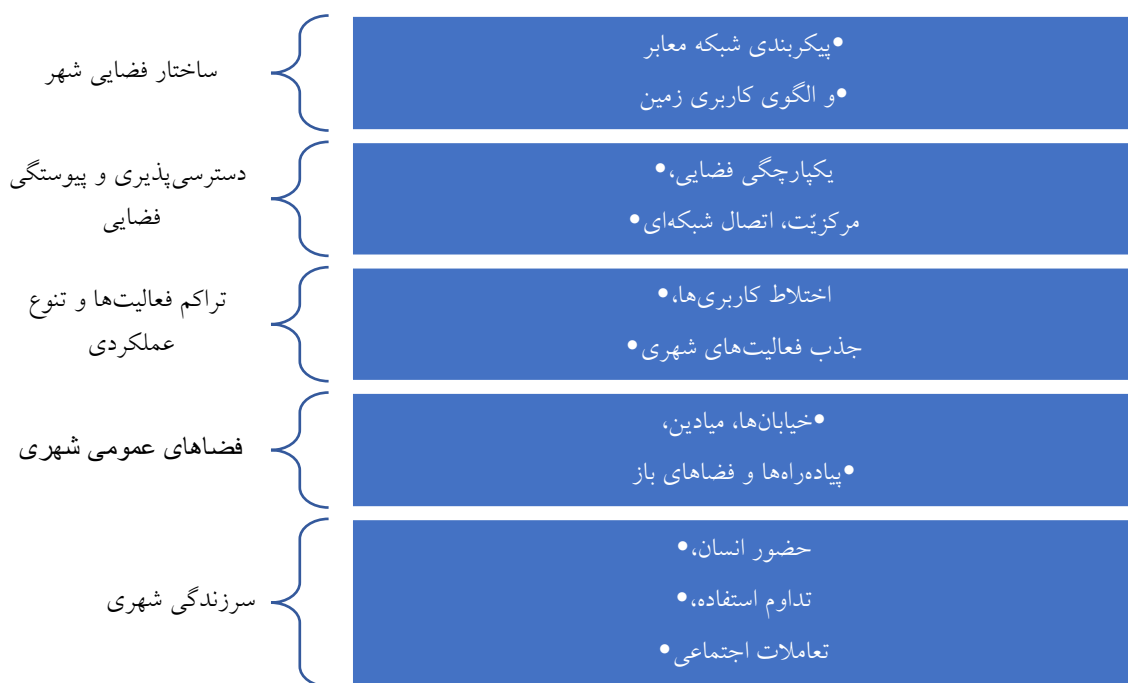 ساختار فضایی شهر
•پیکربندی شبکه معابر
•و الگوی کاربری زمین
دسترسی‌پذیری و پیوستگی
فضایی
یکپارچگی فضایی،•
مرکزیّت، اتصال شبکه‌ای•
تراکم فعالیت‌ها و تنوع
عملکردی
اختلاط کاربری‌ها،•
جذب فعالیت‌های شهری•
فضاهای عمومی شهری
•خیابان‌ها، میادین،
•پیاده‌راه‌ها و فضاهای باز
سرزندگی شهری
حضور انسان،•
تداوم استفاده،•
تعاملات اجتماعی•